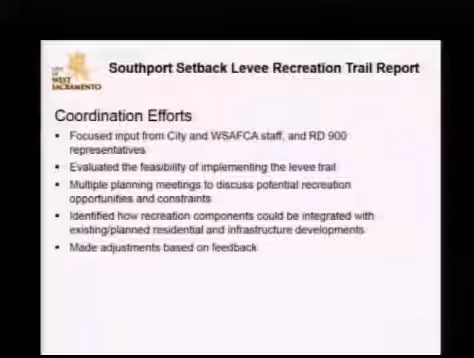 CITY
OF
WEST
SACRAMENTO
Southport Setback Levee Recreation Trail Report
Coordination Efforts
▪ Focused input from City and WSAFCA staff, and RD 900
representatives
▪ Evaluated the feasibility of implementing the levee trail
▪ Multiple planning meetings to discuss potential recreation
opportunities and constraints
▪ Identified how recreation components could be integrated with
existing/planned residential and infrastructure developments
▪ Made adjustments based on feedback